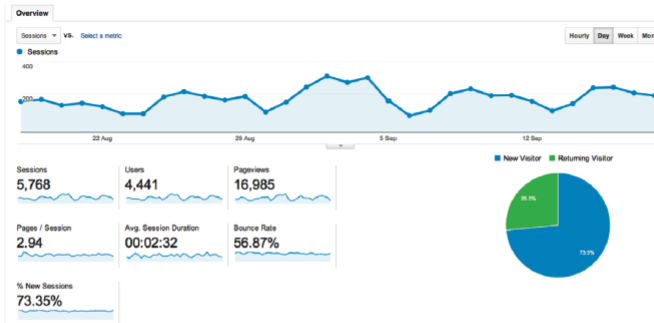 Overview
Sessions VS. Select a metric
Hourly Day Week Mon
Sessions
400
200
22 Aug 29 Aug 5 Sep 12 Sep
New Visitor Returning Visitor
Sessions Users Pageviews
5,768 4,441 16,985
Pages / Session Avg. Session Duration Bounce Rate
2.94 00:02:32 56.87%
% New Sessions
73.35%